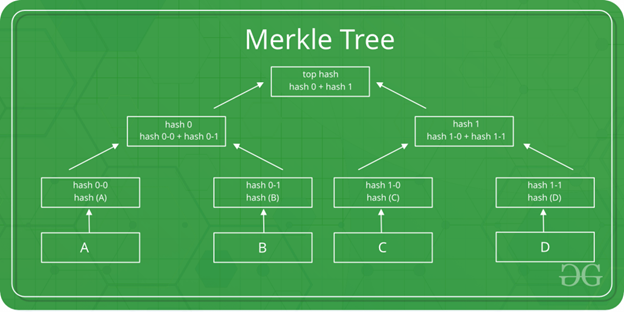 Merkle Tree
top hash
hash 0 + hash 1
hash 0
hash 0-0 + hash 0-1
hash 1
hash 1-0 + hash 1-1
hash 0-0
hash (A)
hash 0-1
hash (B)
hash 1-0
hash (C)
hash 1-1
hash (D)
A
B
C
D